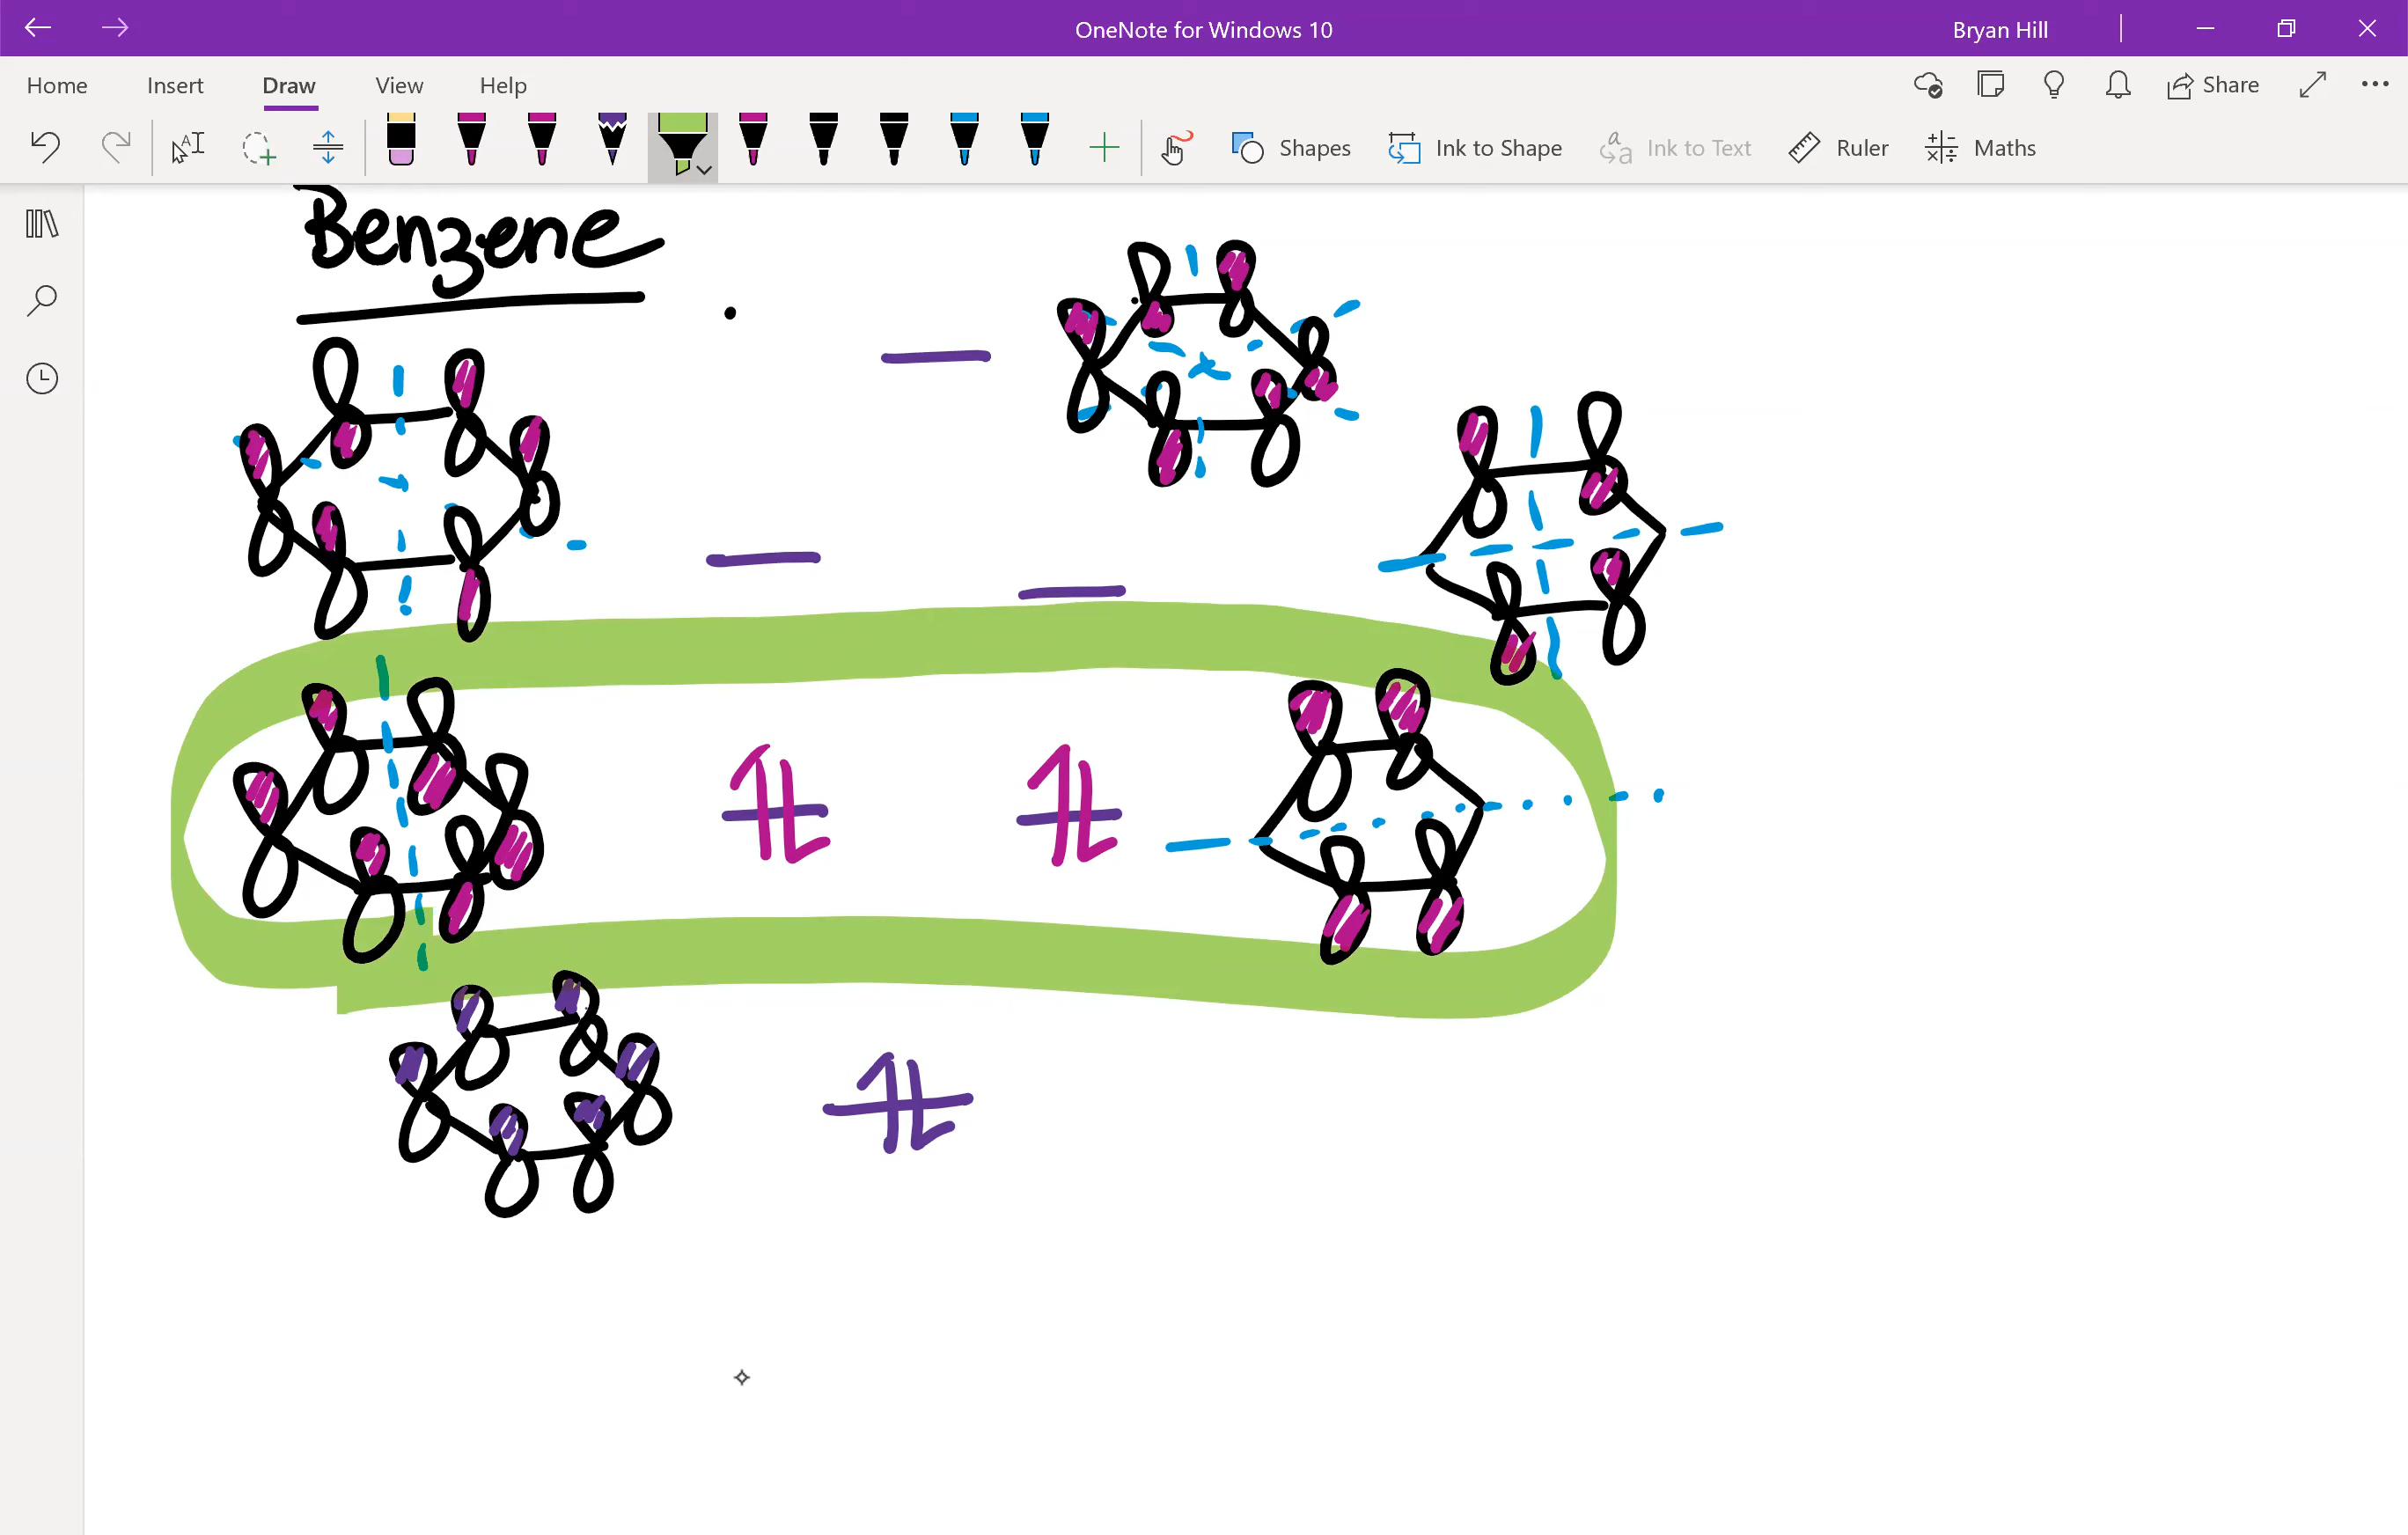 OneNote for Windows 10 Bryan Hill
Home Insert Draw View Help Share
Shapes Ink to Shape Ink to Text Ruler Maths
Benzene